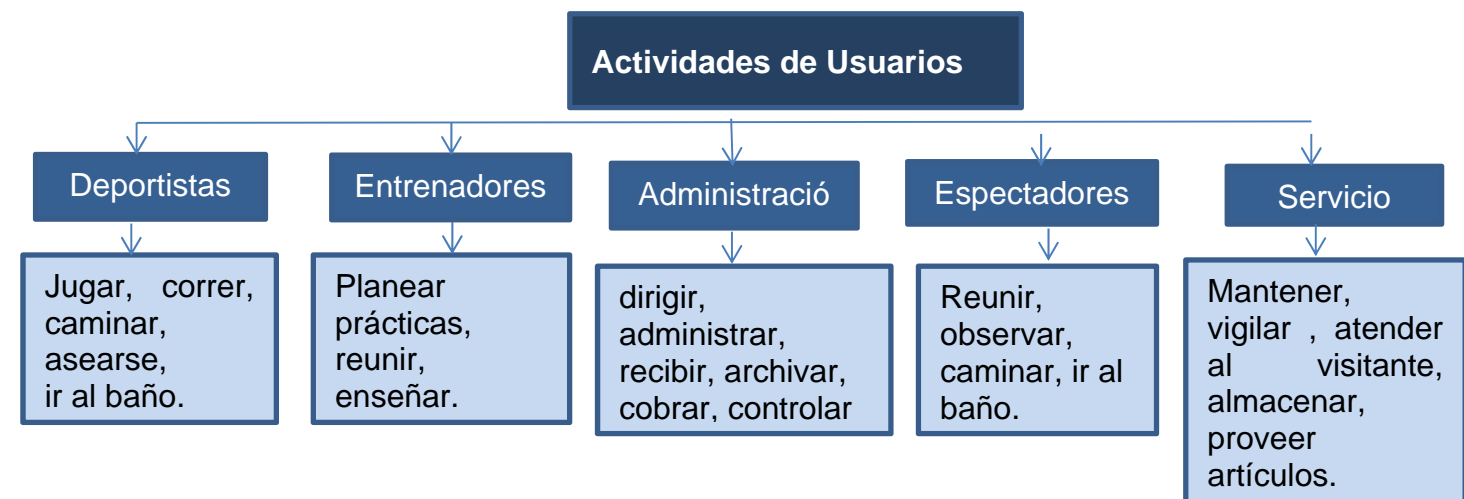 Actividades de Usuarios
Deportistas
Entrenadores
Administració
Espectadores
Servicio
Jugar, correr,
caminar,
asearse,
ir al baño.
Planear
prácticas,
reunir,
enseñar.
dirigir,
administrar,
recibir, archivar,
cobrar, controlar
Reunir,
observar,
caminar, ir al
baño.
Mantener,
vigilar , atender
al visitante,
almacenar,
proveer
artículos.